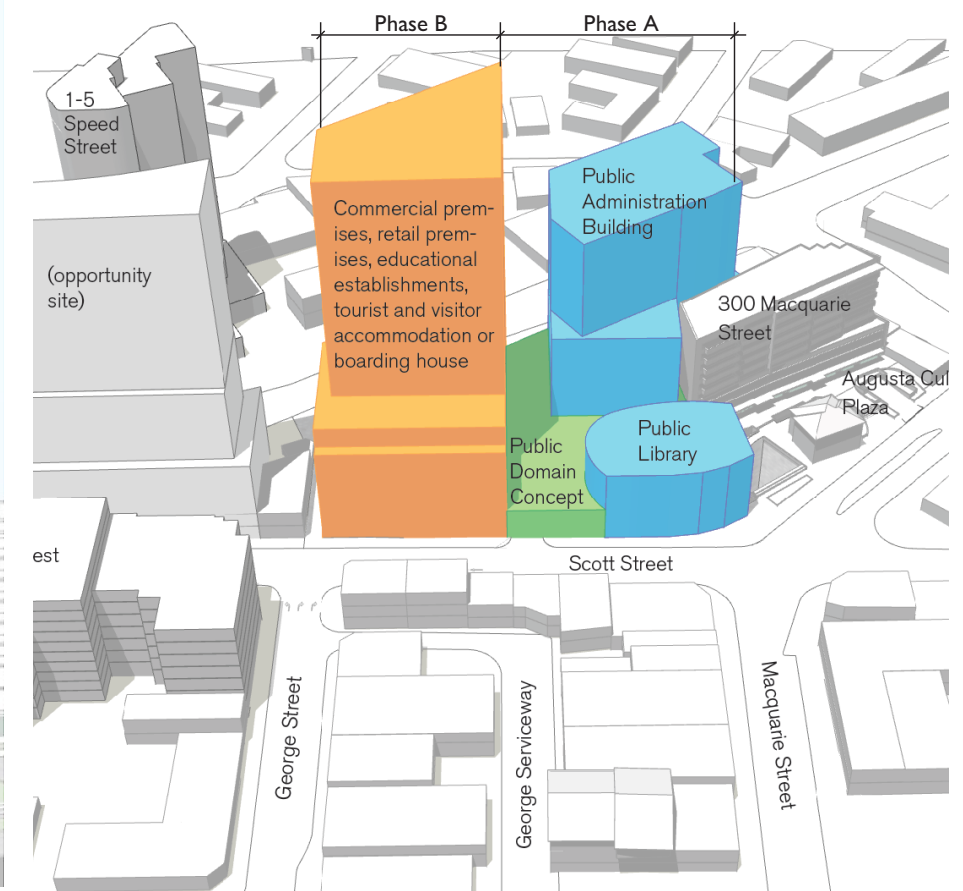 Phase B
Phase A
1-5
Speed
Street
Public
Administration
Building
Commercial prem-
ises, retail prem-
ises, educational
establishments,
tourist and visitor
accommodation or
boarding house
(opportunity
site)
300 Macquarie
Street
Augusta Cul
Plaza
Public
Library
Public
Domain
Concept
est
Scott Street
George Street
George Serviceway
Macquarie Street